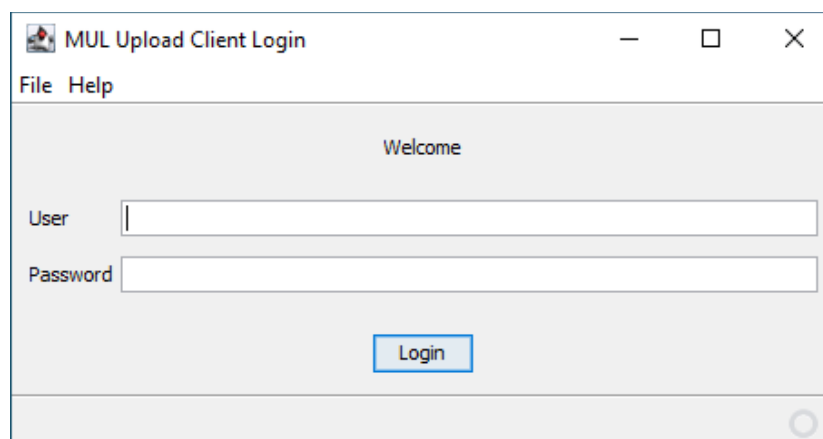 MUL Upload Client Login
File Help
Welcome
User
Password
Login